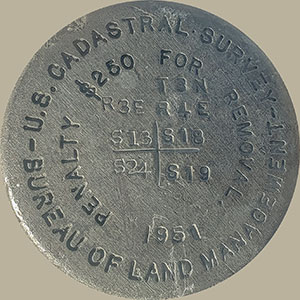 U.S. CADASTRAL SURVEY
BUREAU OF LAND MANAGEMENT
PENALTY $250 FOR REMOVAL
T3N
R3E R4E
S13 S18
S24 S19
1951